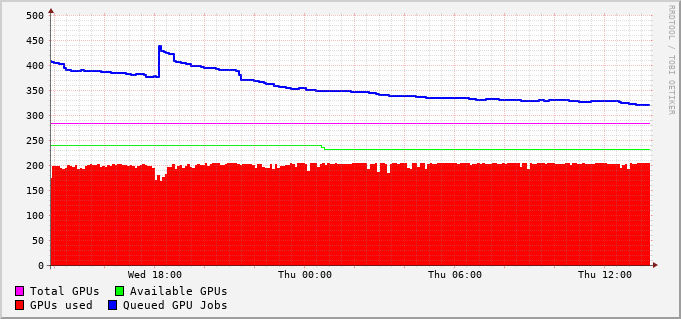 500
450
400
350
300
250
200
150
100
50
0
Wed 18:00 Thu 00:00 Thu 06:00 Thu 12:00
Total GPUs Available GPUs
GPUs used Queued GPU Jobs
RRDTOOL / TOBI OETIKER